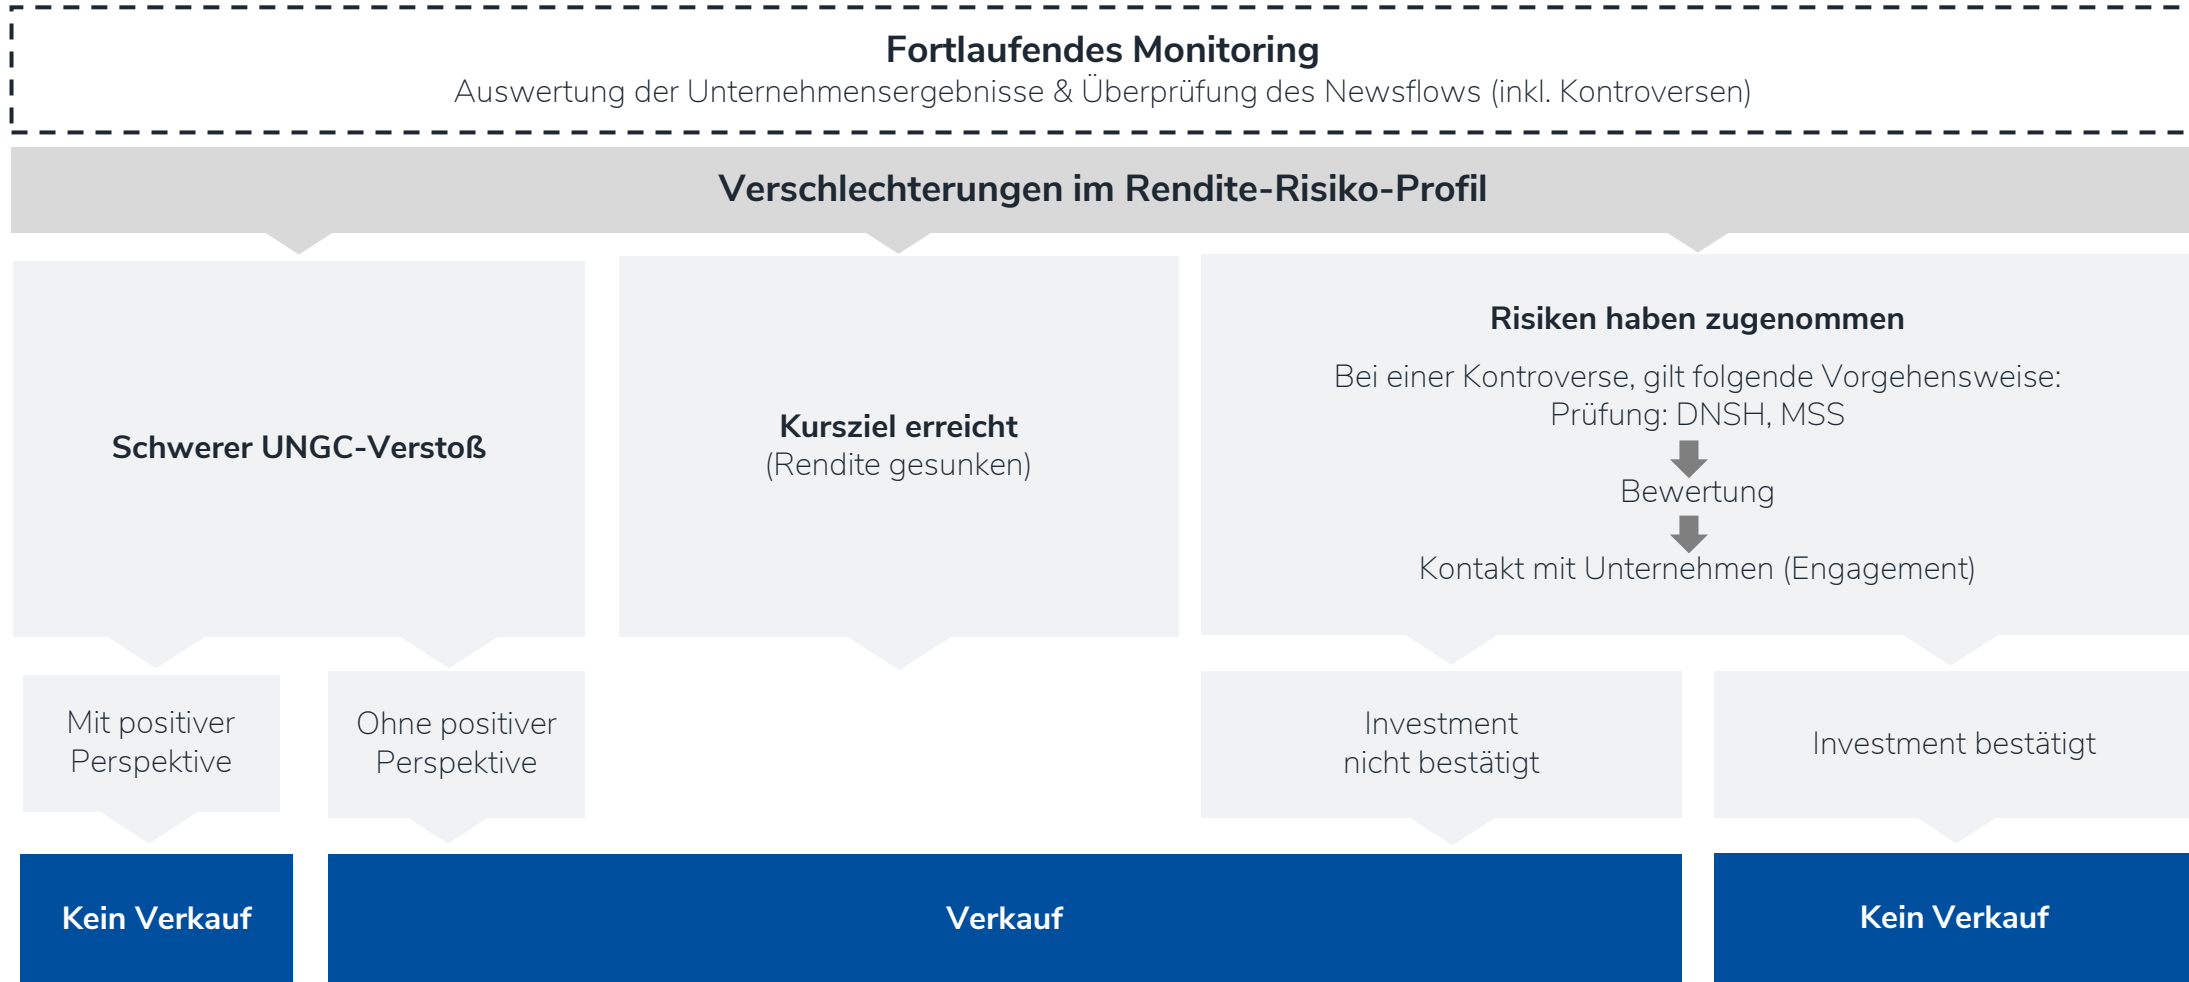 Fortlaufendes Monitoring
Auswertung der Unternehmensergebnisse & Überprüfung des Newsflows (inkl. Kontroversen)
Verschlechterungen im Rendite-Risiko-Profil
Schwerer UNGC-Verstoß
Kursziel erreicht
(Rendite gesunken)
Risiken haben zugenommen
Bei einer Kontroverse, gilt folgende Vorgehensweise:
Prüfung: DNSH, MSS
Bewertung
Kontakt mit Unternehmen (Engagement)
Mit positiver
Perspektive
Ohne positiver
Perspektive
Investment
nicht bestätigt
Investment bestätigt
Kein Verkauf
Verkauf
Kein Verkauf